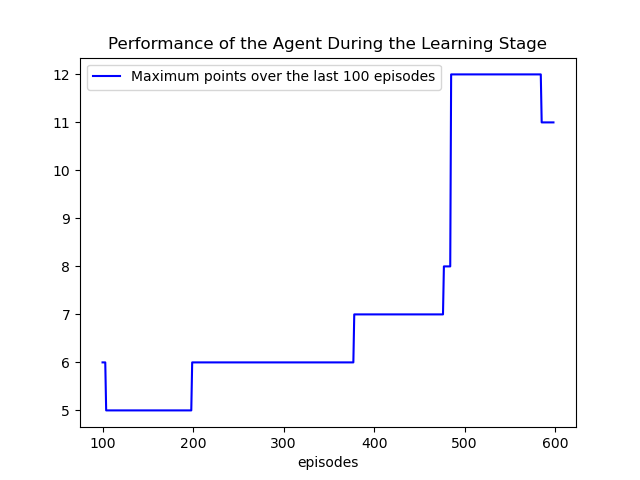 Performance of the Agent During the Learning Stage
Maximum points over the last 100 episodes
12
11
10
9
8
7
6
5
100 200 300 400 500 600
episodes